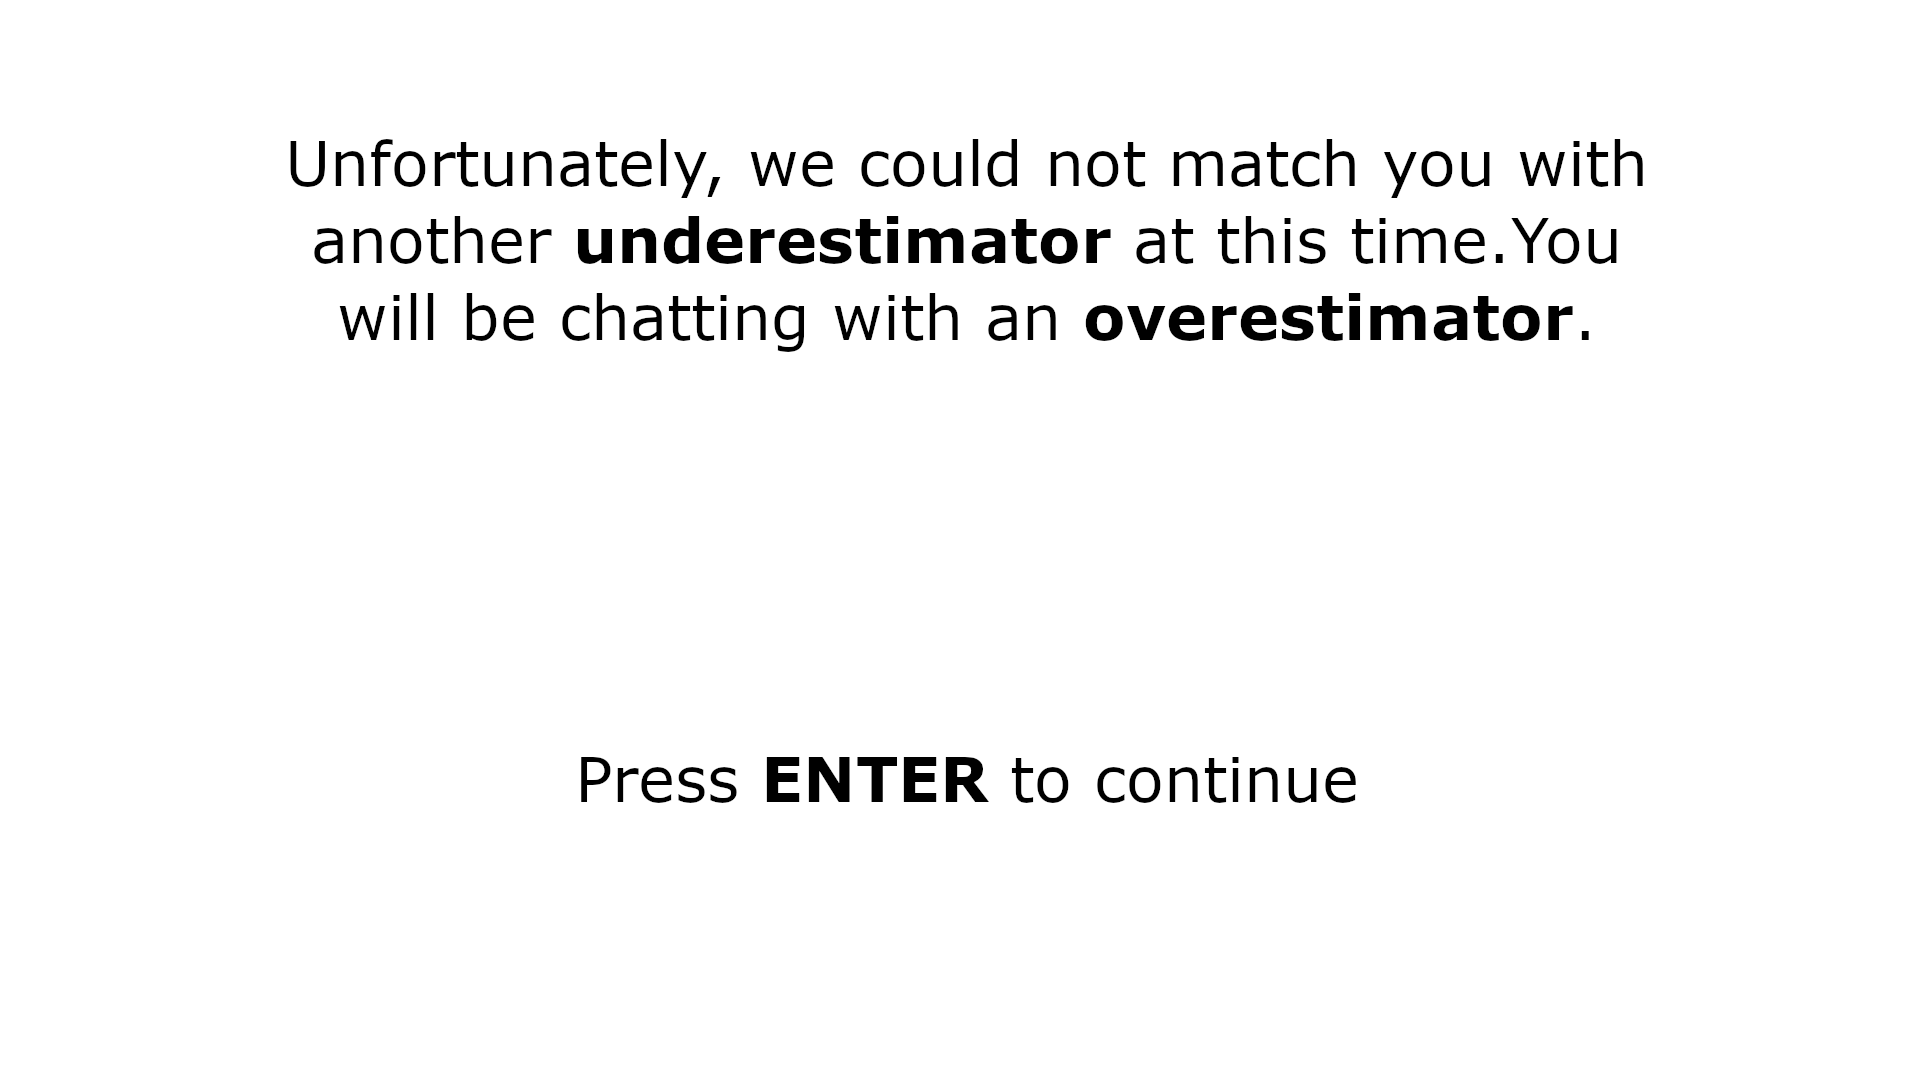 Unfortunately, we could not match you with
another underestimator at this time.You
will be chatting with an overestimator.
Press ENTER to continue